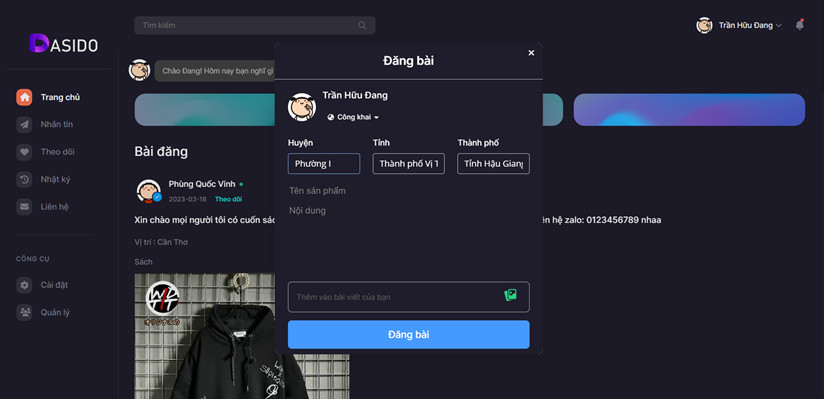 DASIDO
Tìm kiếm
Trần Hữu Đang
Trang chủ
Nhắn tin
Theo dõi
Nhật ký
Liên hệ
CÔNG CỤ
Cài đặt
Quản lý
Chào Đang! Hôm nay bạn nghĩ gì
Bài đăng
Phùng Quốc Vinh
2023-03-18 Theo dõi
Xin chào mọi người tôi có cuốn sác
ên hệ zalo: 0123456789 nhaa
Vị trí : Cần Thơ
Sách
Đăng bài
×
Trần Hữu Đang
Công khai
Huyện Tỉnh Thành phố
Phường I Thành phố Vị T Tỉnh Hậu Giang
Tên sản phẩm
Nội dung
Thêm vào bài viết của bạn
Đăng bài